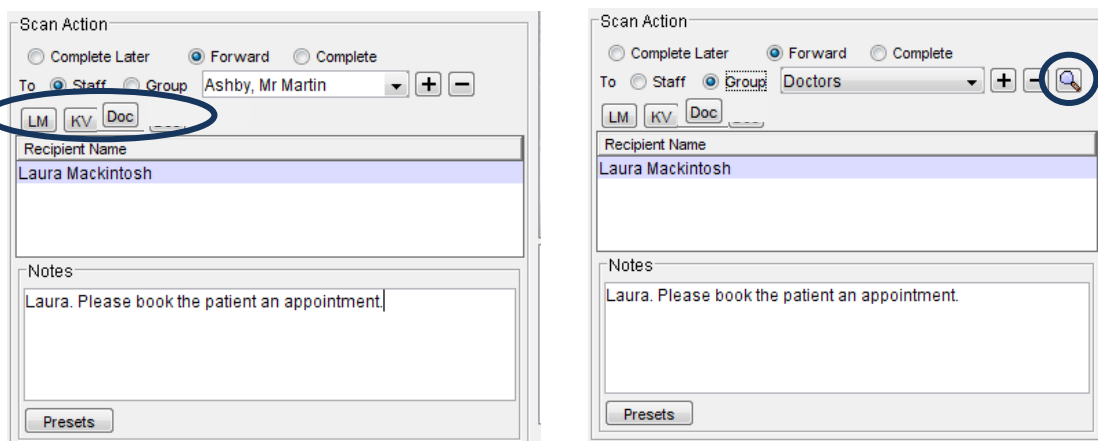 Scan Action
Complete Later Forward Complete
To Staff Group Ashby, Mr Martin
LM KV Doc
Recipient Name
Laura Mackintosh
Notes
Laura. Please book the patient an appointment.
Presets
Scan Action
Complete Later Forward Complete
To Staff Group Doctors
LM KV Doc
Recipient Name
Laura Mackintosh
Notes
Laura. Please book the patient an appointment.
Presets